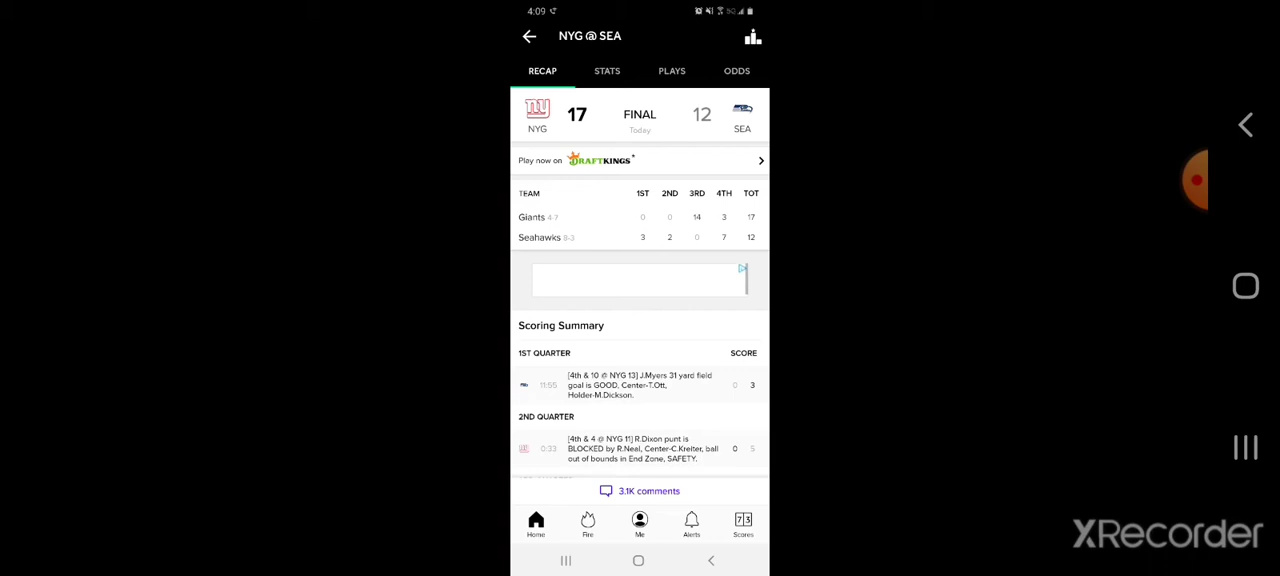 4:09
NYG @ SEA
RECAP STATS PLAYS ODDS
NYG 17 FINAL 12 SEA
Today
Play now on DRAFTKINGS*
TEAM 1ST 2ND 3RD 4TH TOT
Giants 4-7 0 0 14 3 17
Seahawks 8-3 3 2 0 7 12
Scoring Summary
1ST QUARTER SCORE
[4th & 10 @ NYG 13] J.Myers 31 yard field
11:55 goal is GOOD, Center-T.Ott, 0 3
Holder-M.Dickson.
2ND QUARTER
[4th & 4 @ NYG 11] R.Dixon punt is
0:33 BLOCKED by R.Neal, Center-C.Kreiter, ball 0 5
out of bounds in End Zone, SAFETY.
3.1K comments
7 3
Home Fire Me Alerts Scores
XRecorder